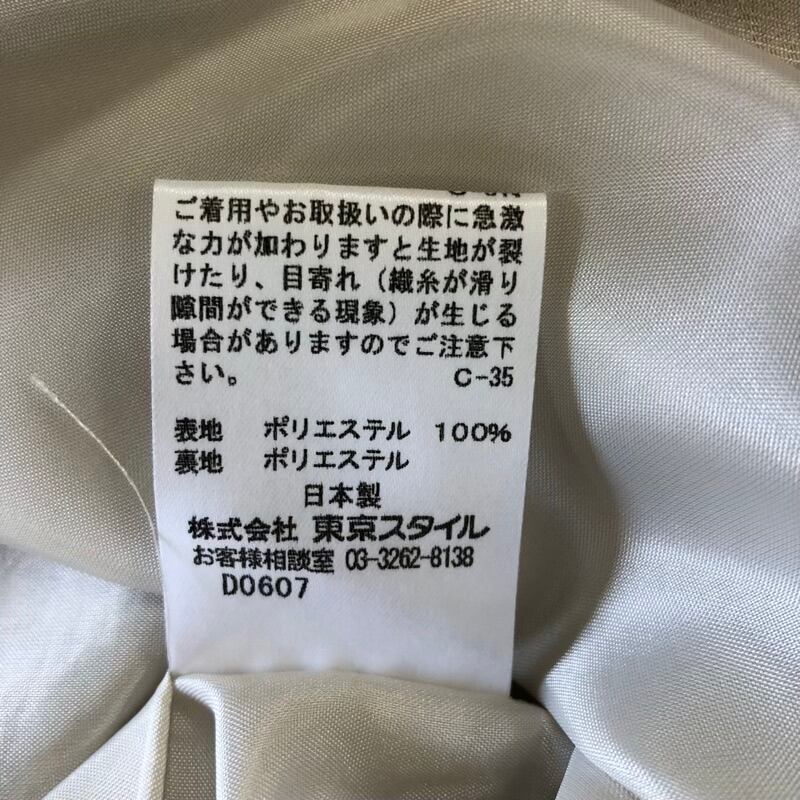 ご着用やお取扱いの際に急激
な力が加わりますと生地が裂
けたり、目寄れ（織糸が滑り
隙間ができる現象）が生じる
場合がありますのでご注意下
さい。 C-35
表地 ポリエステル 100%
裏地 ポリエステル
日本製
株式会社 東京スタイル
お客様相談室 03-3262-8138
D0607